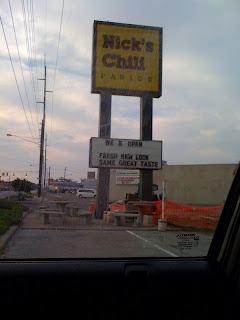 Nick's
Chili
PARLOR
WE R OPEN
FRESH NEW LOOK
SAME GREAT TASTE